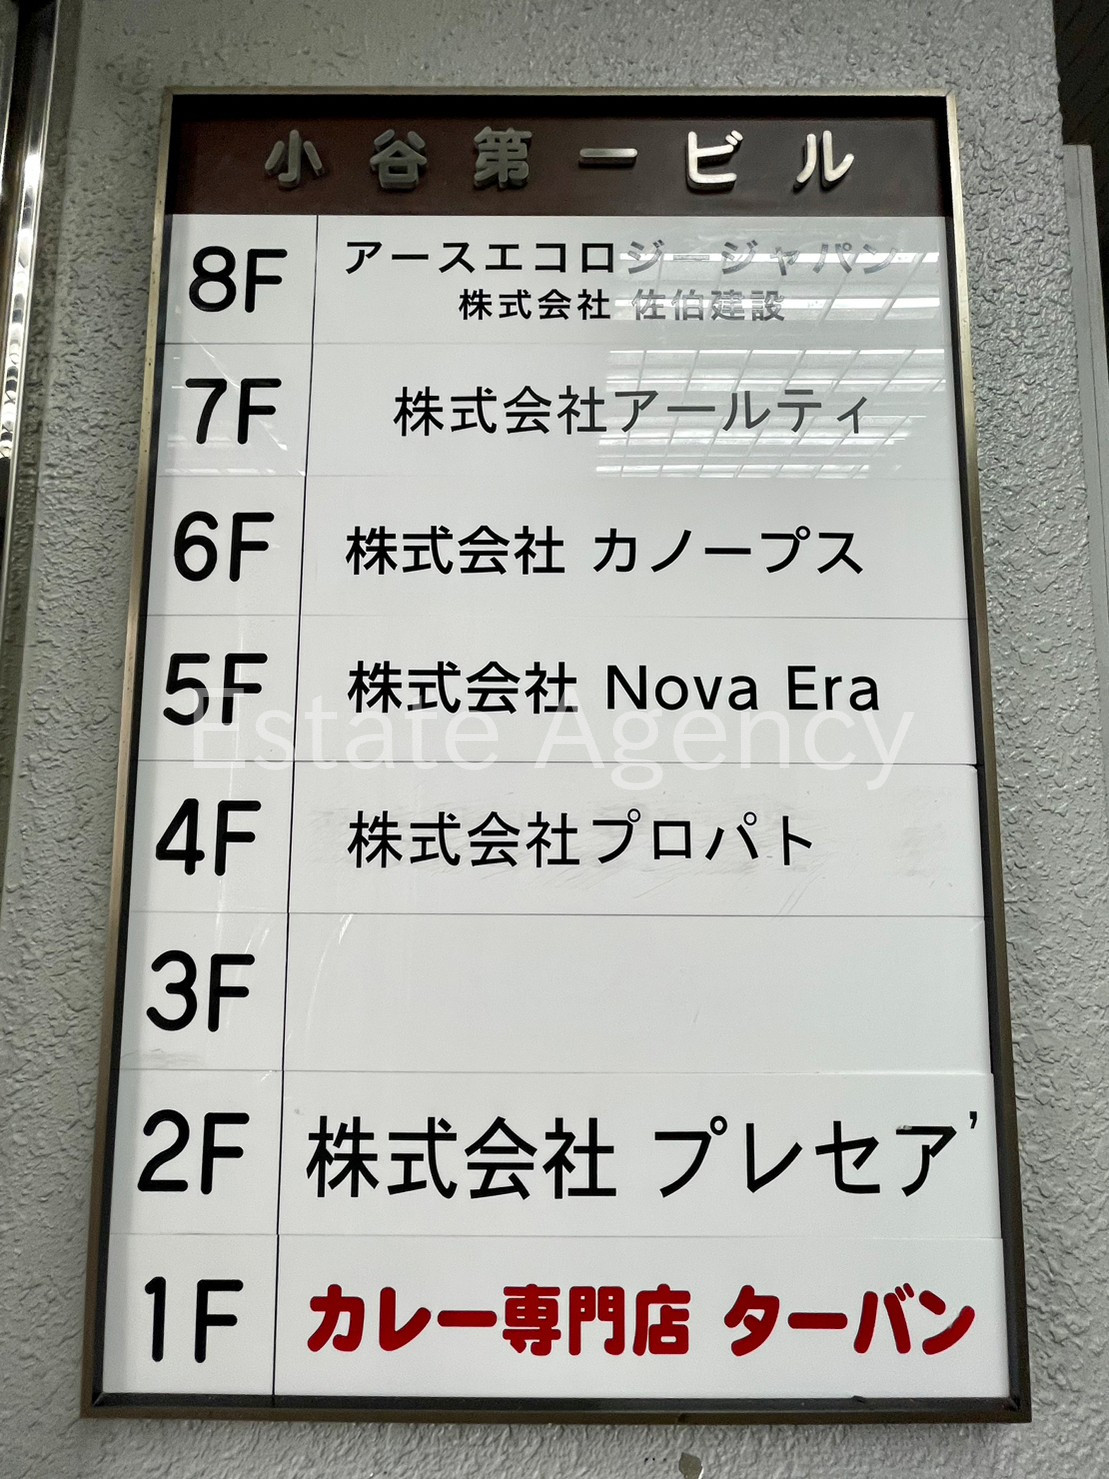 小谷第一ビル
8F アースエコロジージャパン
株式会社 佐伯建設
7F 株式会社アールティ
6F 株式会社 カノープス
5F 株式会社 Nova Era
Estate Agency
4F 株式会社プロパト
3F
2F 株式会社 プレセア’
1F カレー専門店 ターバン